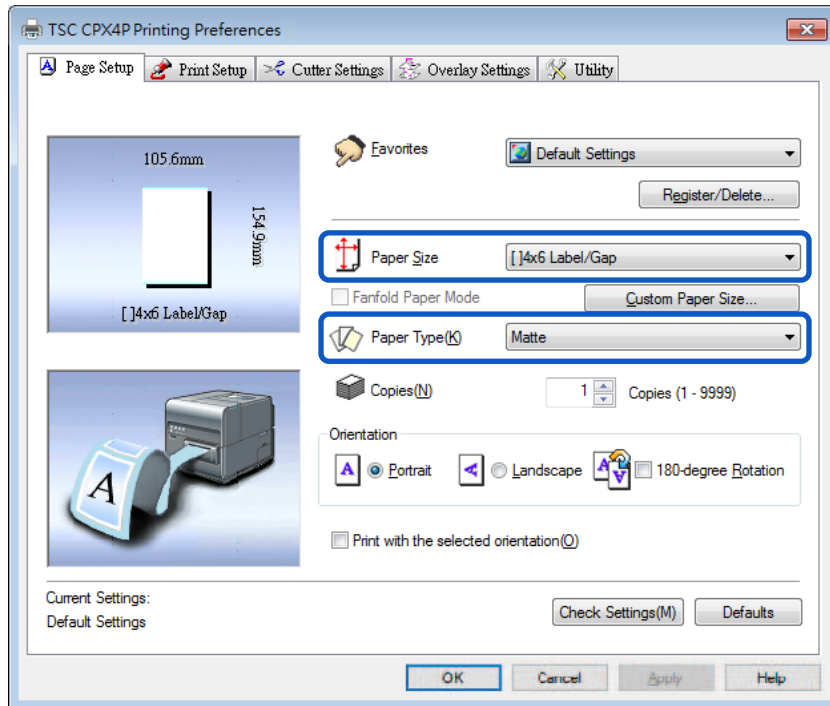 TSC CPX4P Printing Preferences
Page Setup
Print Setup
Cutter Settings
Overlay Settings
Utility
105.6mm
154.9mm
[ ]4x6 Label/Gap
Favorites
Default Settings
Register/Delete...
Paper Size
[ ]4x6 Label/Gap
Fanfold Paper Mode
Custom Paper Size...
Paper Type(K)
Matte
Copies(N)
1
Copies (1 - 9999)
Orientation
A
Portrait
A
Landscape
A
A
180-degree Rotation
A
Print with the selected orientation(O)
Current Settings:
Default Settings
Check Settings(M)
Defaults
OK
Cancel
Apply
Help